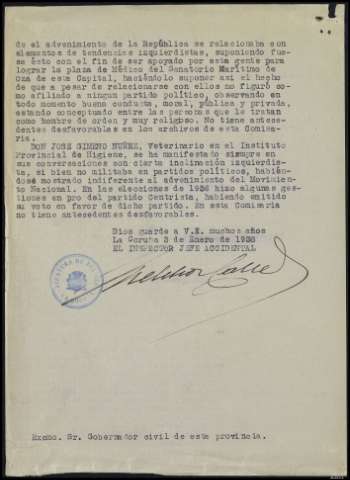 de el advenimiento de la República se relacionaba con
elementos de tendencias izquierdistas, suponiendo fue-
se ésto con el fin de ser apoyado por esta gente para
lograr la plaza de Médico del Sanatorio Marítimo de
Oza de esta Capital, haciéndolo suponer así el hecho
de que a pesar de relacionarse con ellos no figuró co-
mo afiliado a ningun partido político, observando en
todo momento buena conducta, moral, pública y privada,
estando conceptuado entre las personas que le tratan
como hombre de orden y muy religioso. No tiene antece-
dentes desfavorables en los archivos de esta Comisa-
ria.
DON JOSE GIMENO NUÑEZ, Veterinario en el Instituto
Provincial de Higiene, se ha manifestado siempre en
sus conversaciones con cierta inclinación izquierdis-
ta, si bien no militaba en partidos políticos, habién-
dosé mostrado indiferente al advenimiento del Movimien-
to Nacional. En las elecciones de 1936 hizo algunas ges-
tiones en pro del partido Centrista, habiendo emitido
su voto en favor de dicho partido. En esta Comisaria
no tiene antecedentes desfavorables.
Dios guarde a V.E. muchos años
La Coruña 3 de Enero de 1938
EL INSPECTOR JEFE ACCIDENTAL
Excmo. Sr. Gobernador civil de esta provincia.